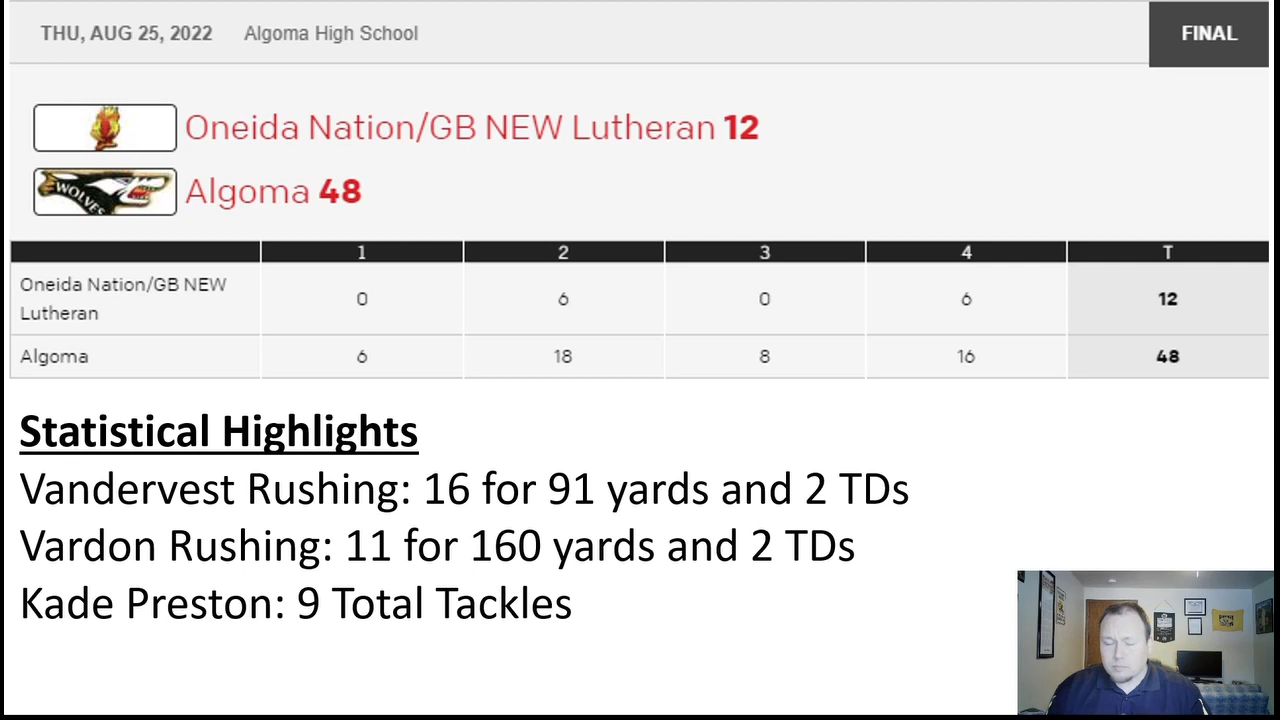 THU, AUG 25, 2022 Algoma High School FINAL
Oneida Nation/GB NEW Lutheran 12
WOLVES
Algoma 48
1 2 3 4 T
Oneida Nation/GB NEW
Lutheran
0 6 0 6 12
Algoma 6 18 8 16 48
Statistical Highlights
Vandervest Rushing: 16 for 91 yards and 2 TDs
Vardon Rushing: 11 for 160 yards and 2 TDs
Kade Preston: 9 Total Tackles